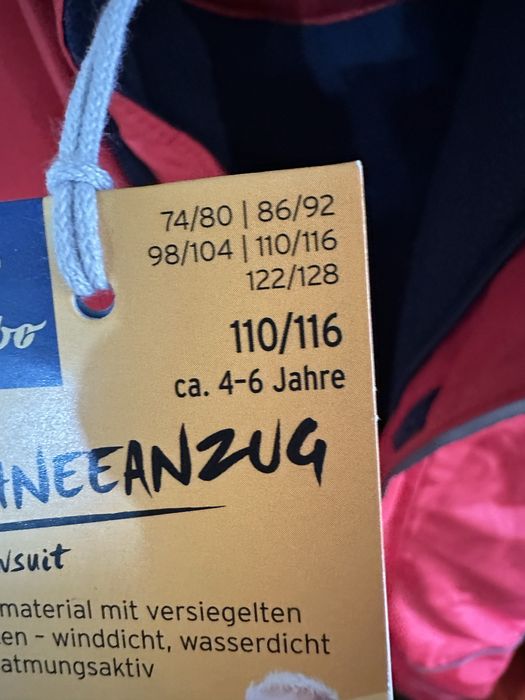 74/80 | 86/92
98/104 | 110/116
122/128
110/116
ca. 4-6 Jahre
material mit versiegelten
- winddicht, wasserdicht
atmungsaktiv